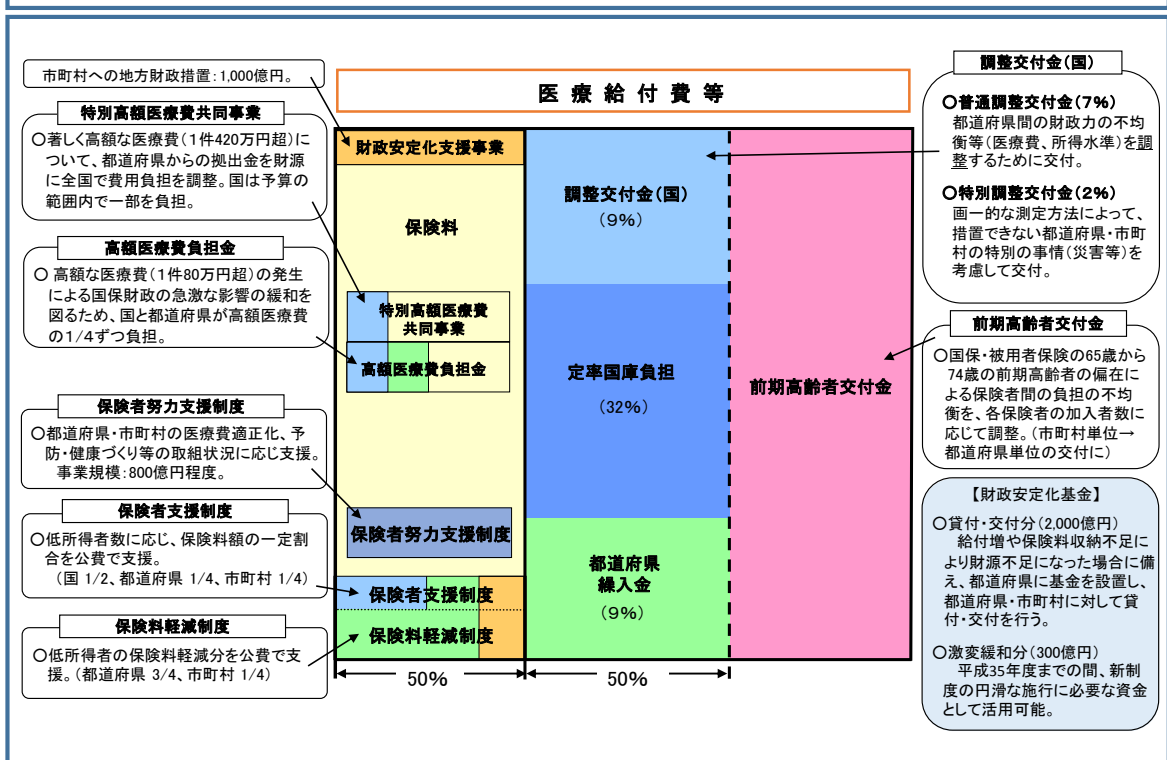 市町村への地方財政措置：1,000億円。
特別高額医療費共同事業
○著しく高額な医療費（1件420万円超）に
ついて、都道府県からの拠出金を財源
に全国で費用負担を調整。国は予算の
範囲内で一部を負担。
高額医療費負担金
○ 高額な医療費（1件80万円超）の発生
による国保財政の急激な影響の緩和を
図るため、国と都道府県が高額医療費
の1/4ずつ負担。
保険者努力支援制度
○都道府県・市町村の医療費適正化、予
防・健康づくり等の取組状況に応じ支援。
事業規模：800億円程度。
保険者支援制度
○低所得者数に応じ、保険料額の一定割
合を公費で支援。
（国 1/2、都道府県 1/4、市町村 1/4）
保険料軽減制度
○低所得者の保険料軽減分を公費で支
援。（都道府県 3/4、市町村 1/4）
医 療 給 付 費 等
財政安定化支援事業
保険料
特別高額医療費
共同事業
高額医療費負担金
保険者努力支援制度
保険者支援制度
保険料軽減制度
50%
調整交付金（国）
（9%）
定率国庫負担
（32%）
都道府県
繰入金
（9%）
50%
前期高齢者交付金
調整交付金（国）
○普通調整交付金（7%）
都道府県間の財政力の不均
衡等（医療費、所得水準）を調
整するために交付。
○特別調整交付金（2%）
画一的な測定方法によって、
措置できない都道府県・市町
村の特別の事情（災害等）を
考慮して交付。
前期高齢者交付金
○国保・被用者保険の65歳から
74歳の前期高齢者の偏在に
よる保険者間の負担の不均
衡を、各保険者の加入者数に
応じて調整。（市町村単位→
都道府県単位の交付に）
【財政安定化基金】
○貸付・交付分（2,000億円）
給付増や保険料収納不足に
より財源不足になった場合に備
え、都道府県に基金を設置し、
都道府県・市町村に対して貸
付・交付を行う。
○激変緩和分（300億円）
平成35年度までの間、新制
度の円滑な施行に必要な資金
として活用可能。